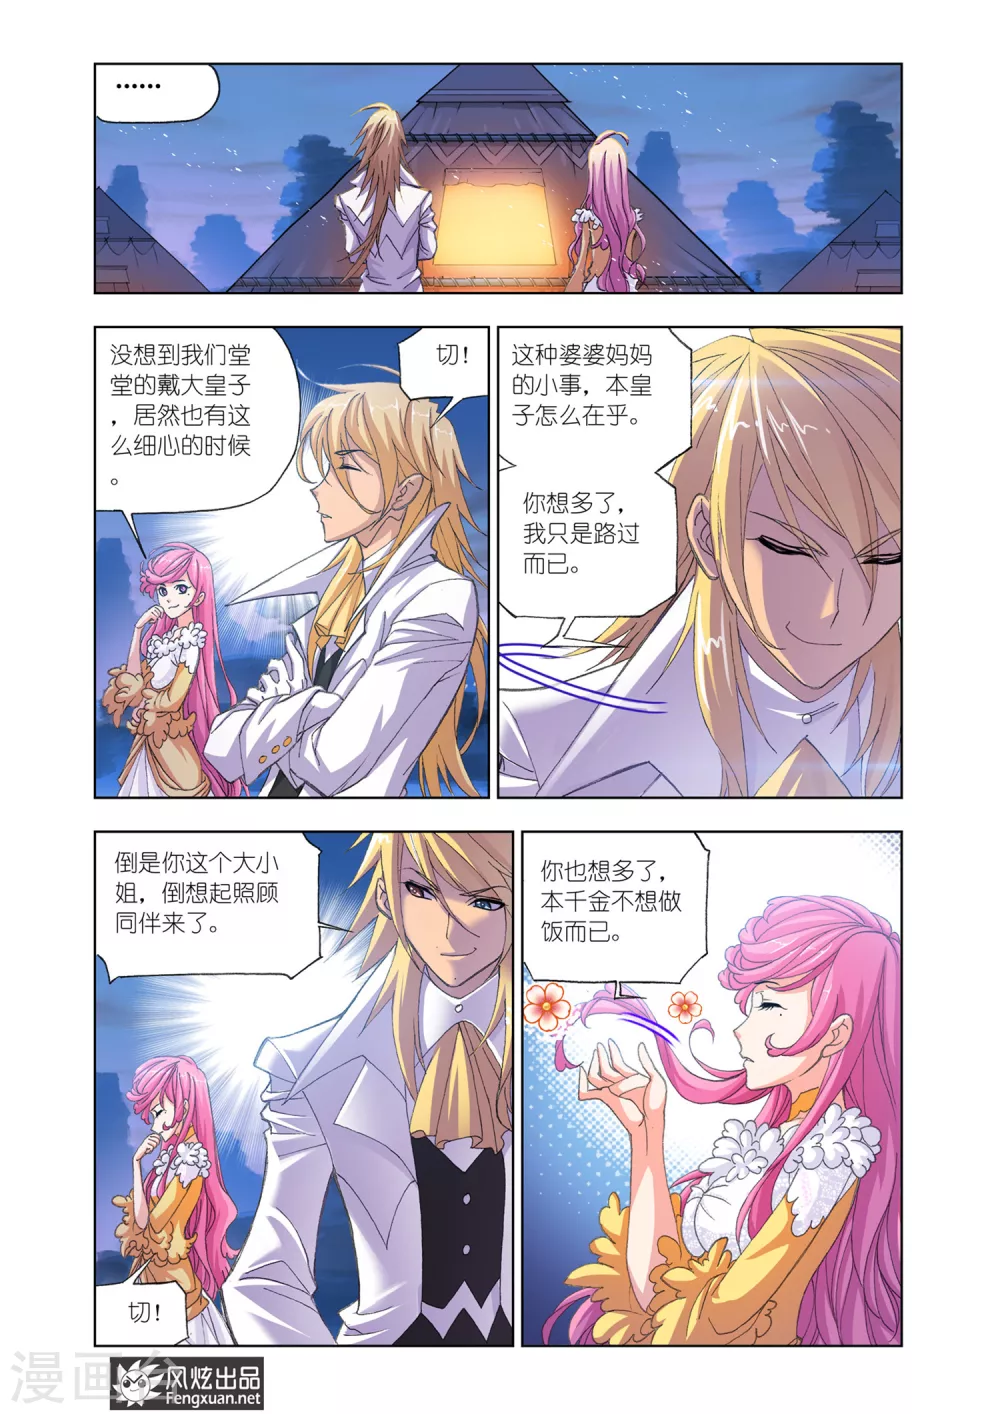 ……
没想到我们堂
堂的戴大皇子
，居然也有这
么细心的时候
。
切！
这种婆婆妈妈
的小事，本皇
子怎么在乎。
你想多了，
我只是路过
而已。
倒是你这个大小
姐，倒想起照顾
同伴来了。
切！
你也想多了，
本千金不想做
饭而已。
漫画台
风炫出品
Fengxuan.net